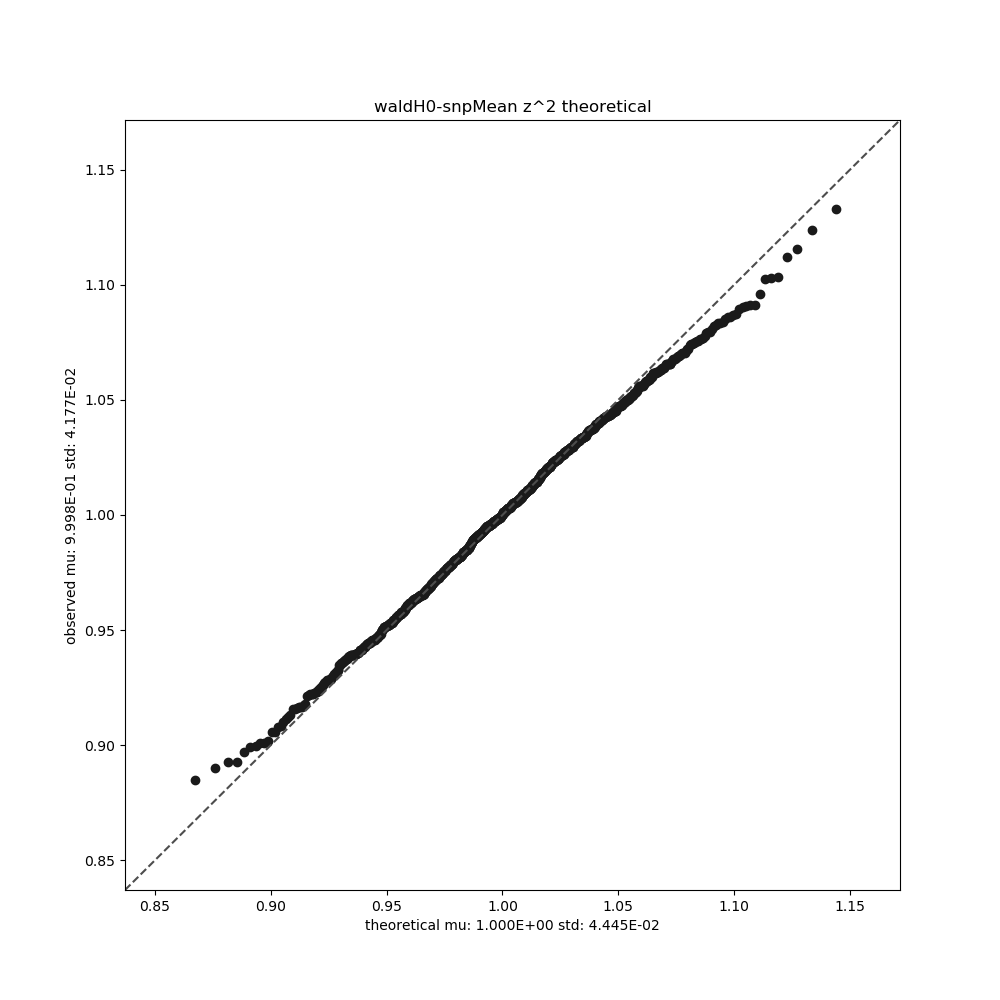 waldH0-snpMean z^2 theoretical
1.15
1.10
1.05
1.00
0.95
0.90
0.85
observed mu: 9.998E-01 std: 4.177E-02
0.85 0.90 0.95 1.00 1.05 1.10 1.15
theoretical mu: 1.000E+00 std: 4.445E-02